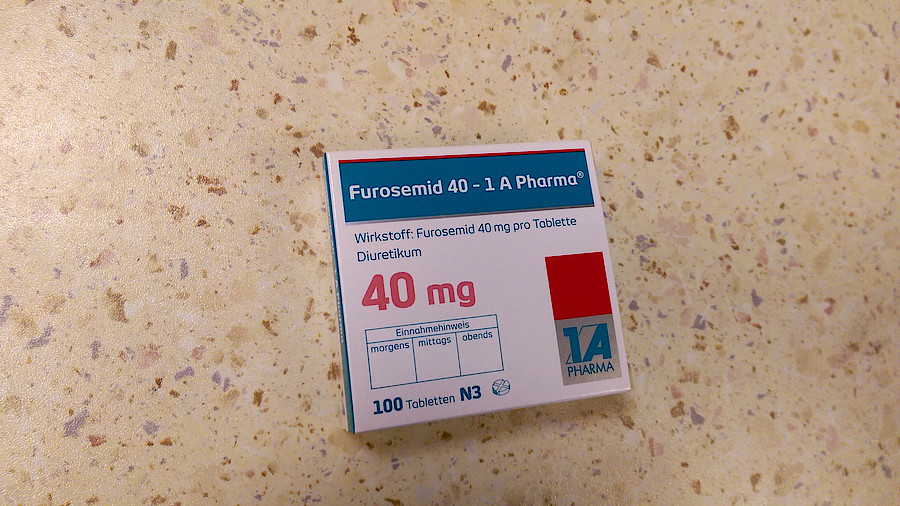 Furosemid 40 - 1 A Pharma®
Wirkstoff: Furosemid 40 mg pro Tablette
Diuretikum
40 mg
Einnahmehinweis
morgens mittags abends
100 Tabletten N3
1A
PHARMA